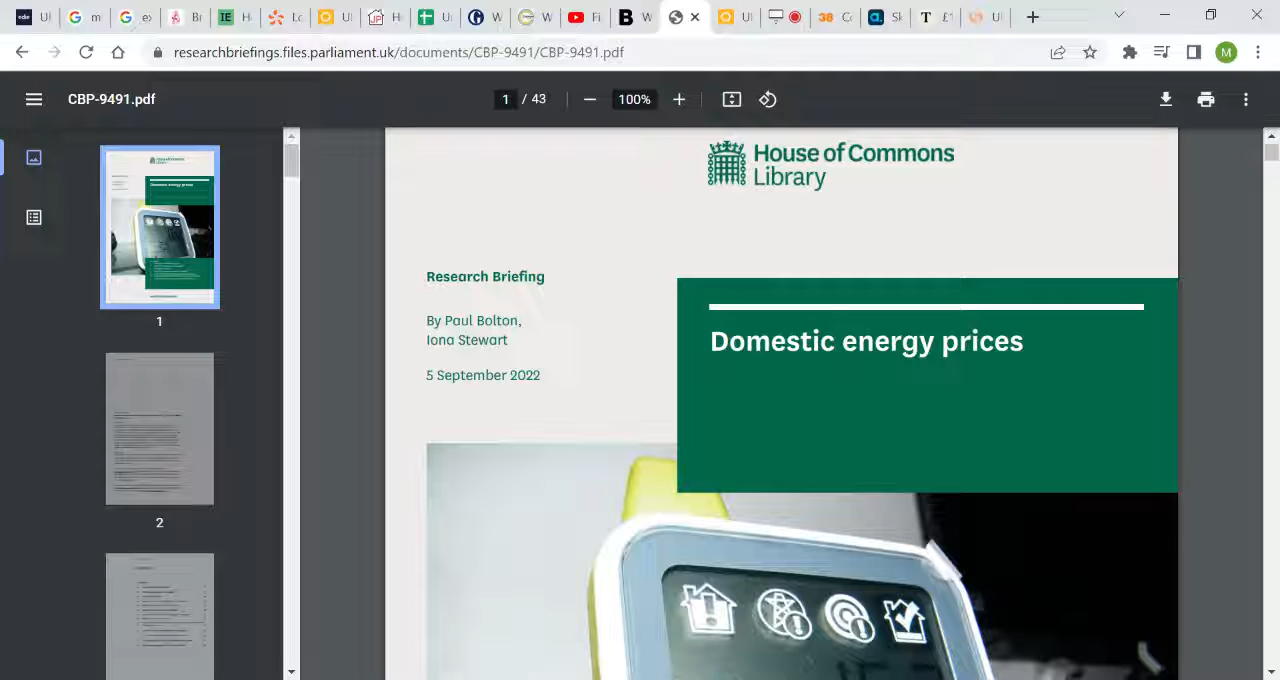 researchbriefings.files.parliament.uk/documents/CBP-9491/CBP-9491.pdf
M
CBP-9491.pdf
1 / 43
100%
House of Commons
Library
Research Briefing
By Paul Bolton,
Iona Stewart
5 September 2022
Domestic energy prices
1
2